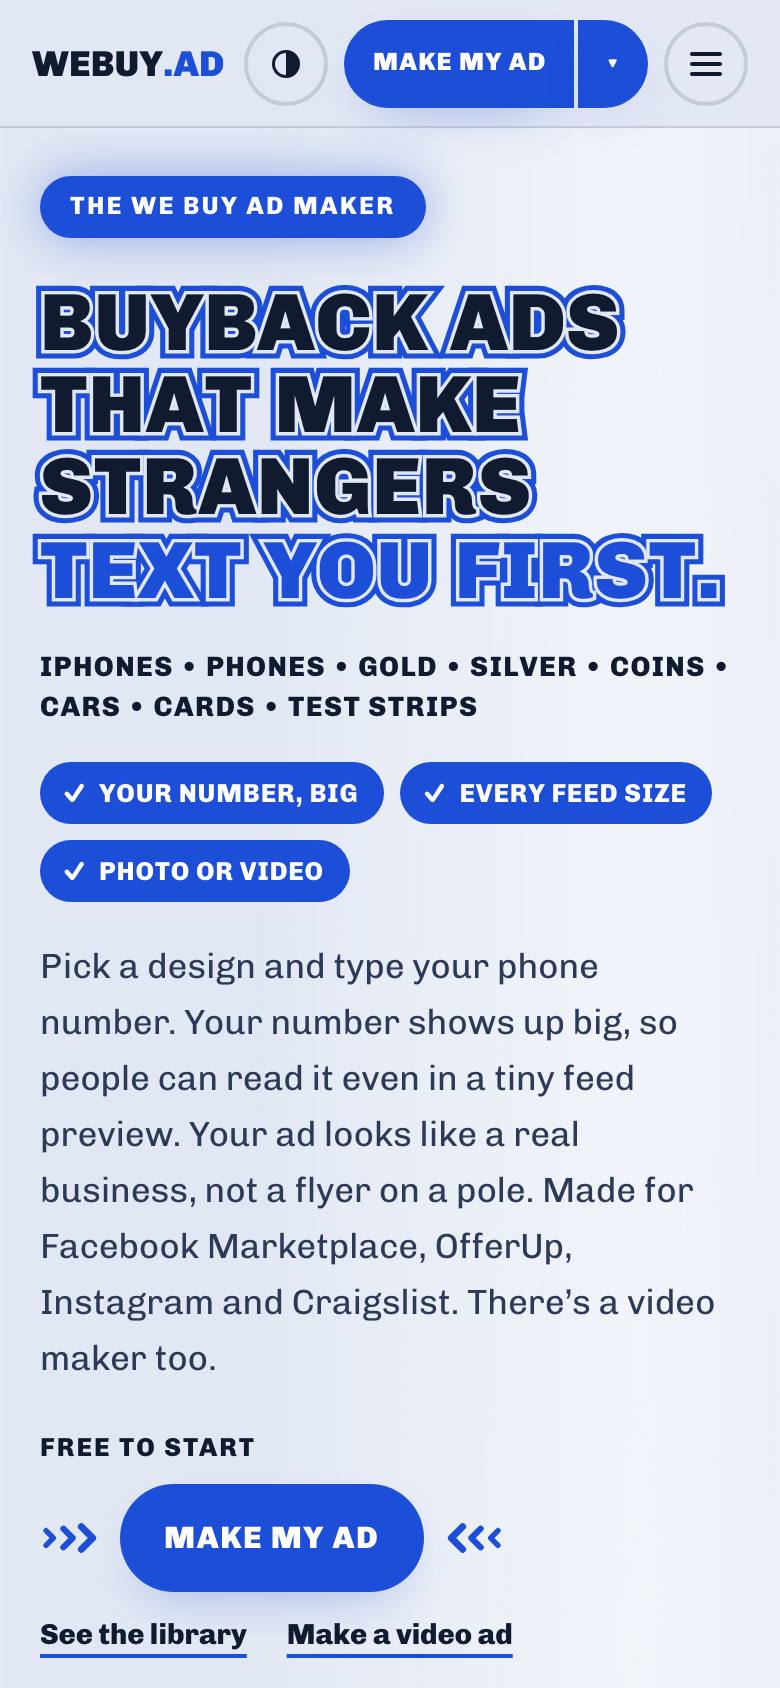 WEBUY.AD
MAKE MY AD
THE WE BUY AD MAKER
BUYBACK ADS
THAT MAKE
STRANGERS
TEXT YOU FIRST.
IPHONES • PHONES • GOLD • SILVER • COINS •
CARS • CARDS • TEST STRIPS
YOUR NUMBER, BIG
EVERY FEED SIZE
PHOTO OR VIDEO
Pick a design and type your phone
number. Your number shows up big, so
people can read it even in a tiny feed
preview. Your ad looks like a real
business, not a flyer on a pole. Made for
Facebook Marketplace, OfferUp,
Instagram and Craigslist. There’s a video
maker too.
FREE TO START
MAKE MY AD
See the library
Make a video ad